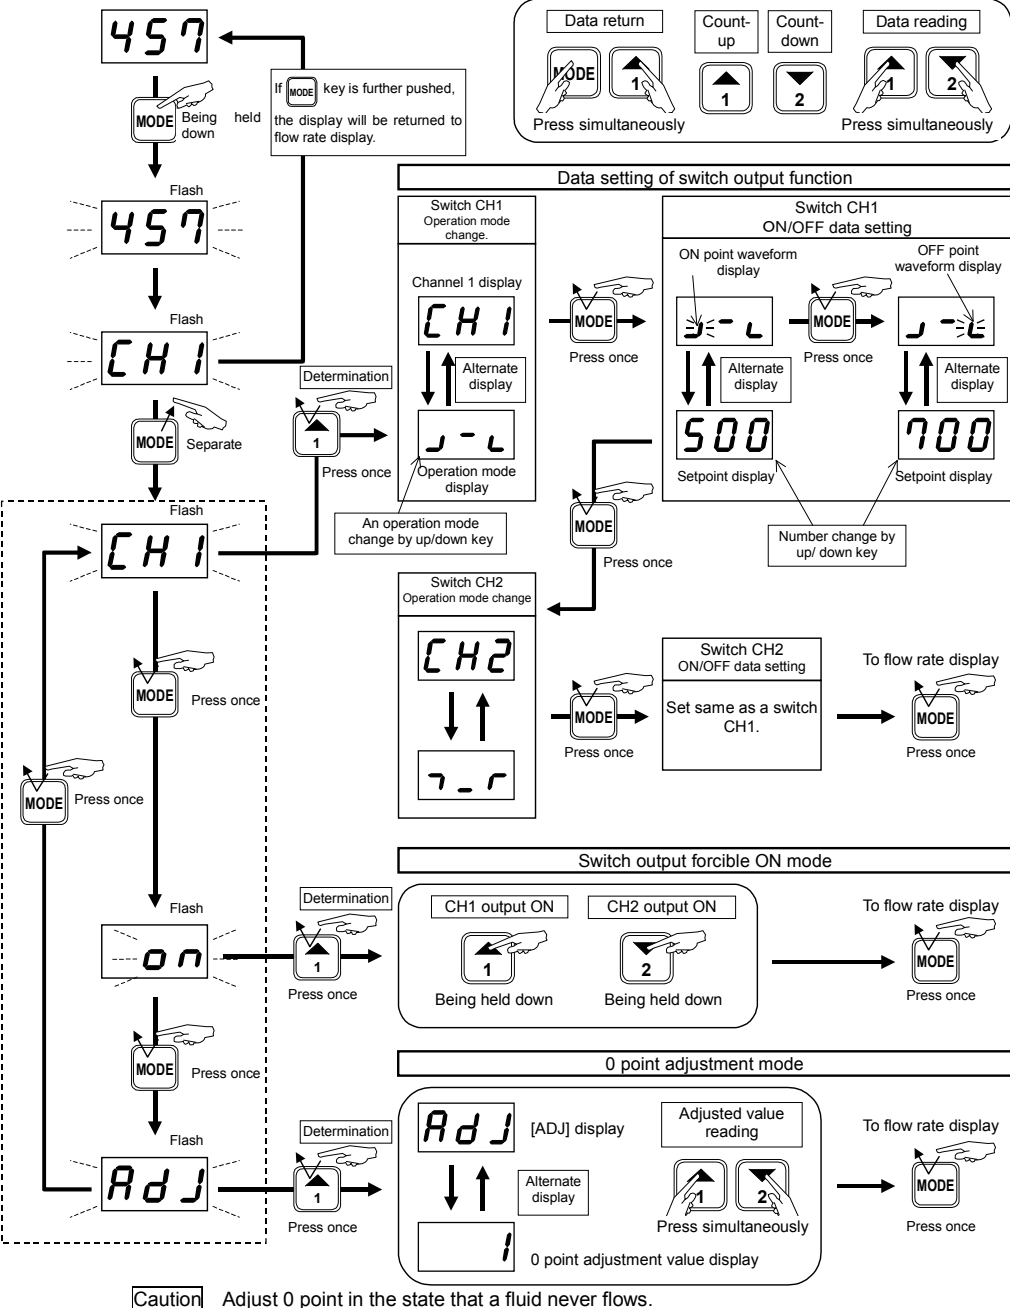 457
Data return
Count-
up
Count-
down
Data reading
MODE
1
1
2
1
2
Press simultaneously
Press simultaneously
If MODE key is further pushed,
the display will be returned to
flow rate display.
MODE
Being held
down
Flash
457
Flash
CH1
MODE
Separate
Data setting of switch output function
Switch CH1
Operation mode
change.
Channel 1 display
CH1
Alternate
display
Operation mode
display
An operation mode
change by up/down key
Determination
1
Press once
MODE
Press once
Switch CH1
ON/OFF data setting
ON point waveform
display
OFF point
waveform display
MODE
Press once
Alternate
display
Alternate
display
500
700
Setpoint display
Setpoint display
Number change by
up/ down key
MODE
Press once
Flash
CH1
MODE
Press once
MODE
Press once
Switch CH2
Operation mode change
CH2
MODE
Press once
Switch CH2
ON/OFF data setting
Set same as a switch
CH1.
To flow rate display
MODE
Press once
Switch output forcible ON mode
Flash
on
Determination
1
Press once
CH1 output ON
CH2 output ON
1
2
Being held down
Being held down
To flow rate display
MODE
Press once
MODE
Press once
0 point adjustment mode
Flash
AdJ
Determination
1
Press once
AdJ
[ADJ] display
Alternate
display
1
0 point adjustment value display
Adjusted value
reading
1
2
Press simultaneously
To flow rate display
MODE
Press once
Caution Adjust 0 point in the state that a fluid never flows.